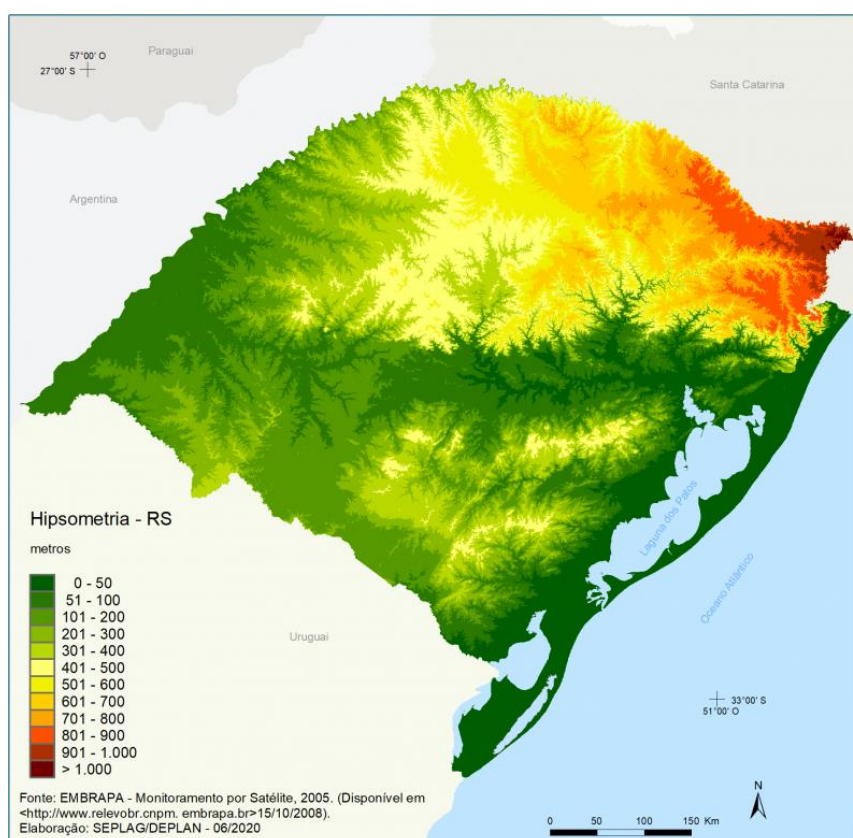 Paraguai
57°00' O
27°00' S
Santa Catarina
Argentina
Laguna dos Patos
Oceano Atlântico
Hipsometria - RS
metros
0 - 50
51 - 100
101 - 200
201 - 300
301 - 400
401 - 500
501 - 600
601 - 700
701 - 800
801 - 900
901 - 1.000
> 1.000
Uruguai
33°00' S
51°00' O
N
Fonte: EMBRAPA - Monitoramento por Satélite, 2005. (Disponível em
<http://www.relevobr.cnpm. embrapa.br>15/10/2008).
Elaboração: SEPLAG/DEPLAN - 06/2020
0 50 100 150 Km